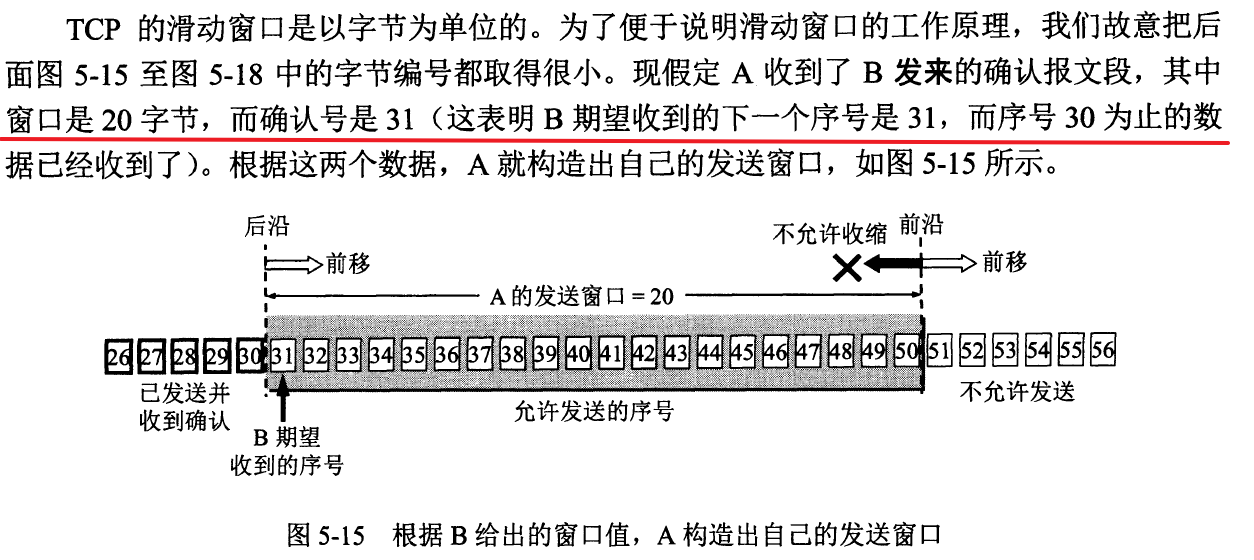 TCP 的滑动窗口是以字节为单位的。为了便于说明滑动窗口的工作原理，我们故意把后
面图 5-15 至图 5-18 中的字节编号都取得很小。现假定 A 收到了 B 发来的确认报文段，其中
窗口是 20 字节，而确认号是 31（这表明 B 期望收到的下一个序号是 31，而序号 30 为止的数
据已经收到了）。根据这两个数据，A 就构造出自己的发送窗口，如图 5-15 所示。
后沿
不允许收缩
前沿
前移
前移
A 的发送窗口 = 20
26 27 28 29 30 31 32 33 34 35 36 37 38 39 40 41 42 43 44 45 46 47 48 49 50 51 52 53 54 55 56
已发送并
收到确认
允许发送的序号
不允许发送
B 期望
收到的序号
图 5-15 根据 B 给出的窗口值，A 构造出自己的发送窗口